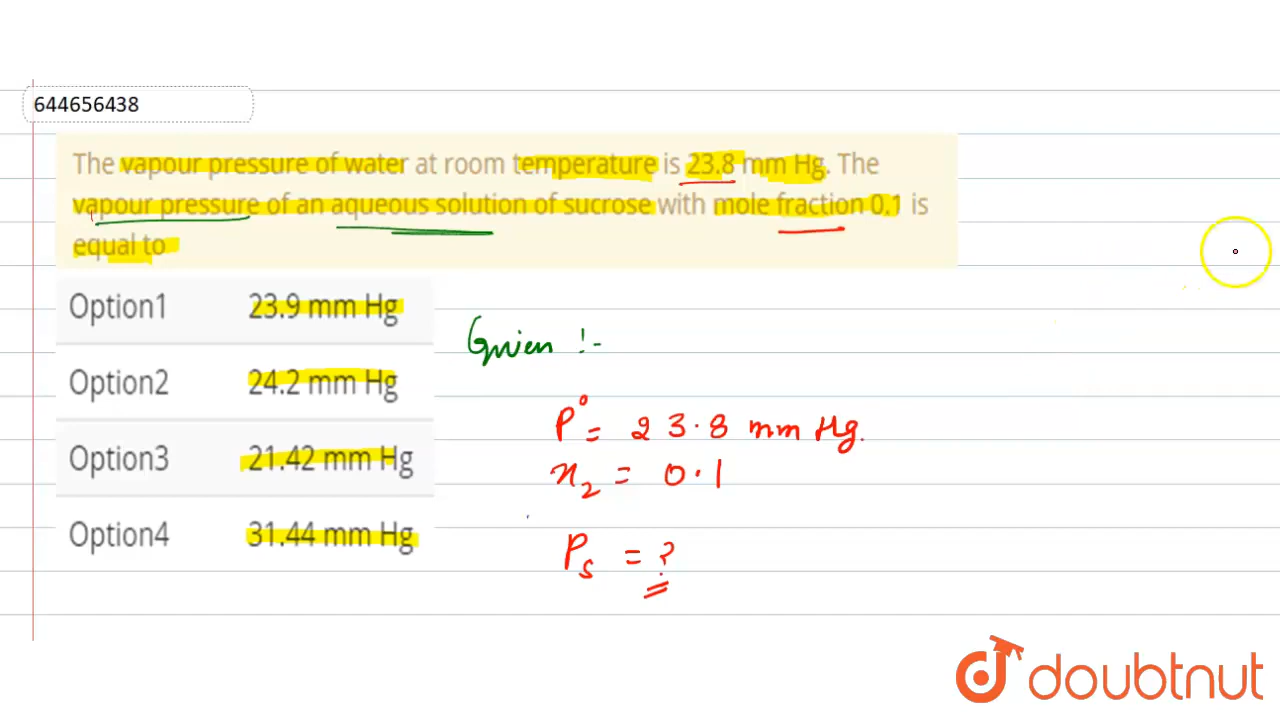 644656438
The vapour pressure of water at room temperature is 23.8 mm Hg. The
vapour pressure of an aqueous solution of sucrose with mole fraction 0.1 is
equal to
Option1 23.9 mm Hg
Option2 24.2 mm Hg
Option3 21.42 mm Hg
Option4 31.44 mm Hg
Given :-
P° = 23.8 mm Hg.
x₂ = 0.1
Ps = ?
doubtnut